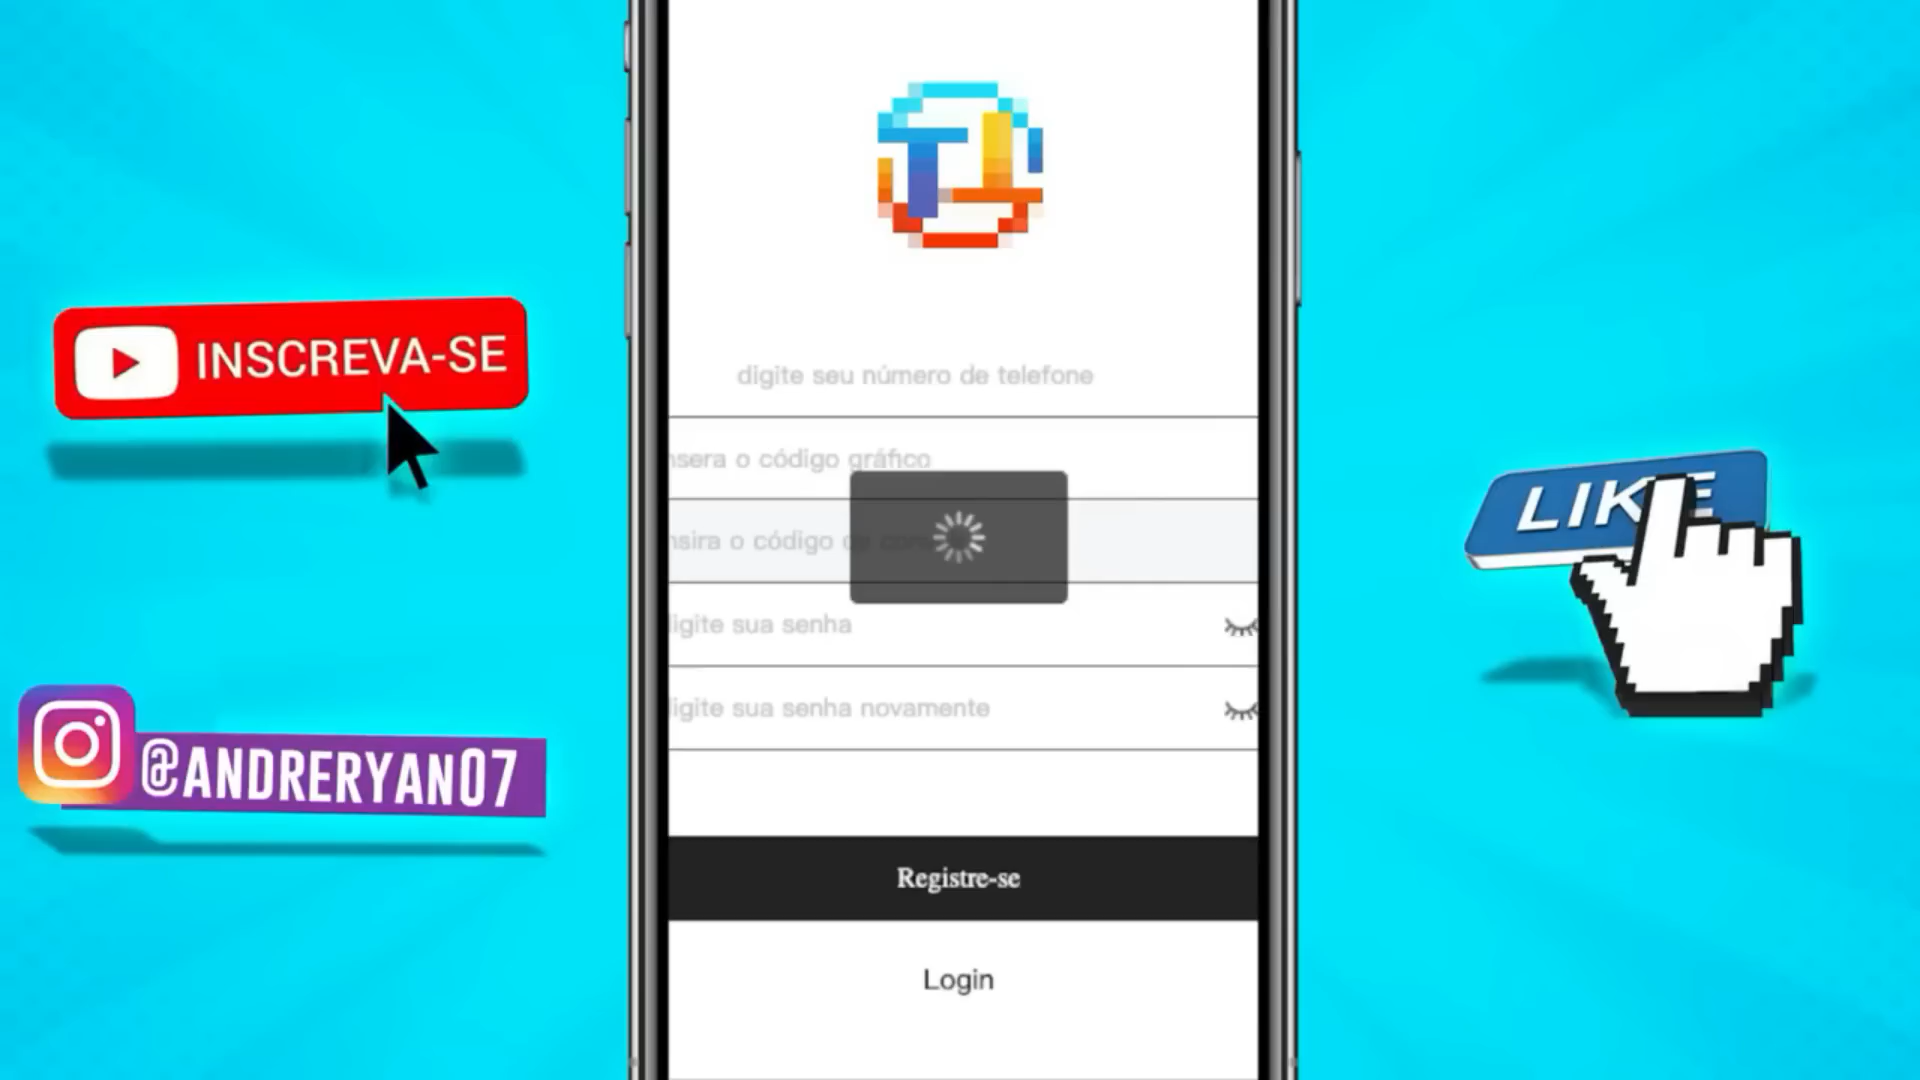 INSCREVA-SE
@ANDRERYAN07
digite seu número de telefone
nsera o código gráfico
nsira o código
igite sua senha
igite sua senha novamente
Registre-se
Login
LIKE